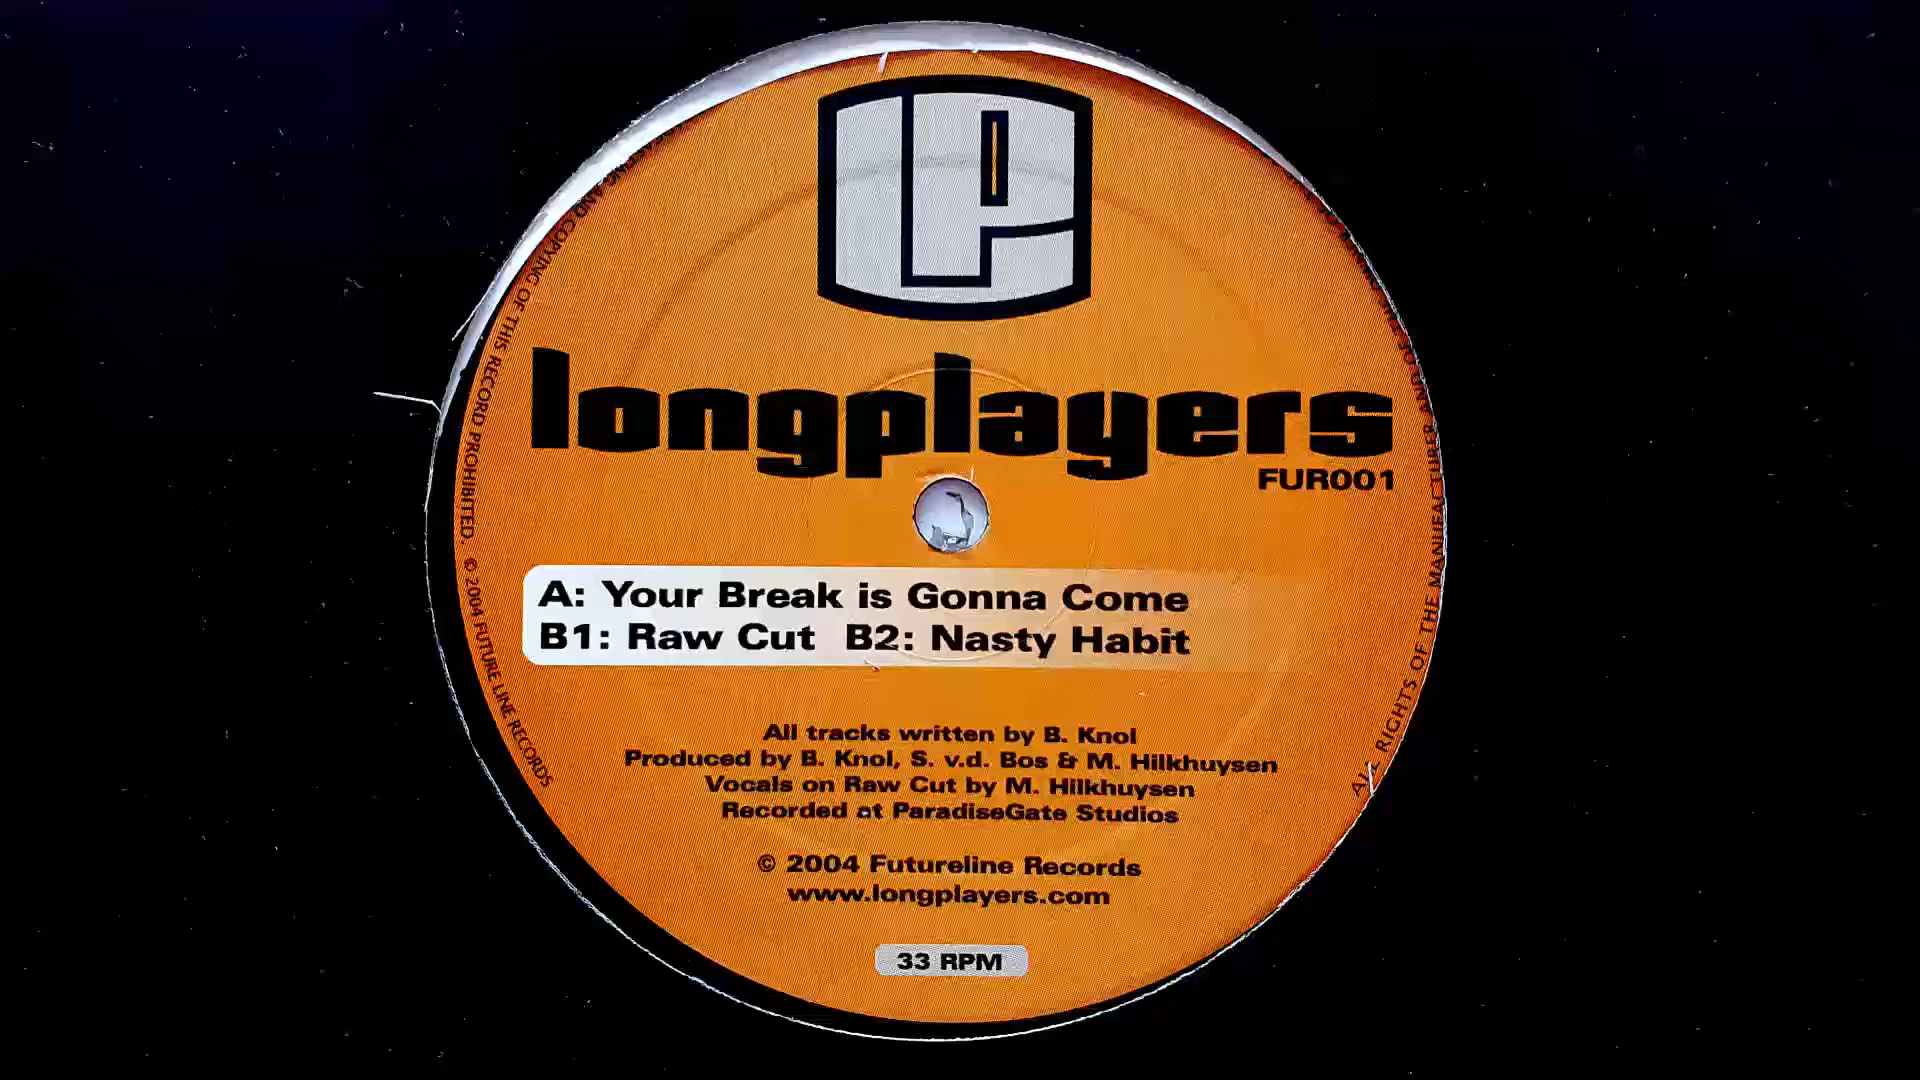 LP
longplayers
FUR001
A: Your Break is Gonna Come
B1: Raw Cut B2: Nasty Habit
All tracks written by B. Knol
Produced by B. Knol, S. v.d. Bos & M. Hilkhuysen
Vocals on Raw Cut by M. Hilkhuysen
Recorded at ParadiseGate Studios
© 2004 Futureline Records
www.longplayers.com
33 RPM
ALL RIGHTS OF THE MANUFACTURER AND OF THE
AND COPYING OF THIS RECORD PROHIBITED. © 2004 FUTURE LINE RECORDS